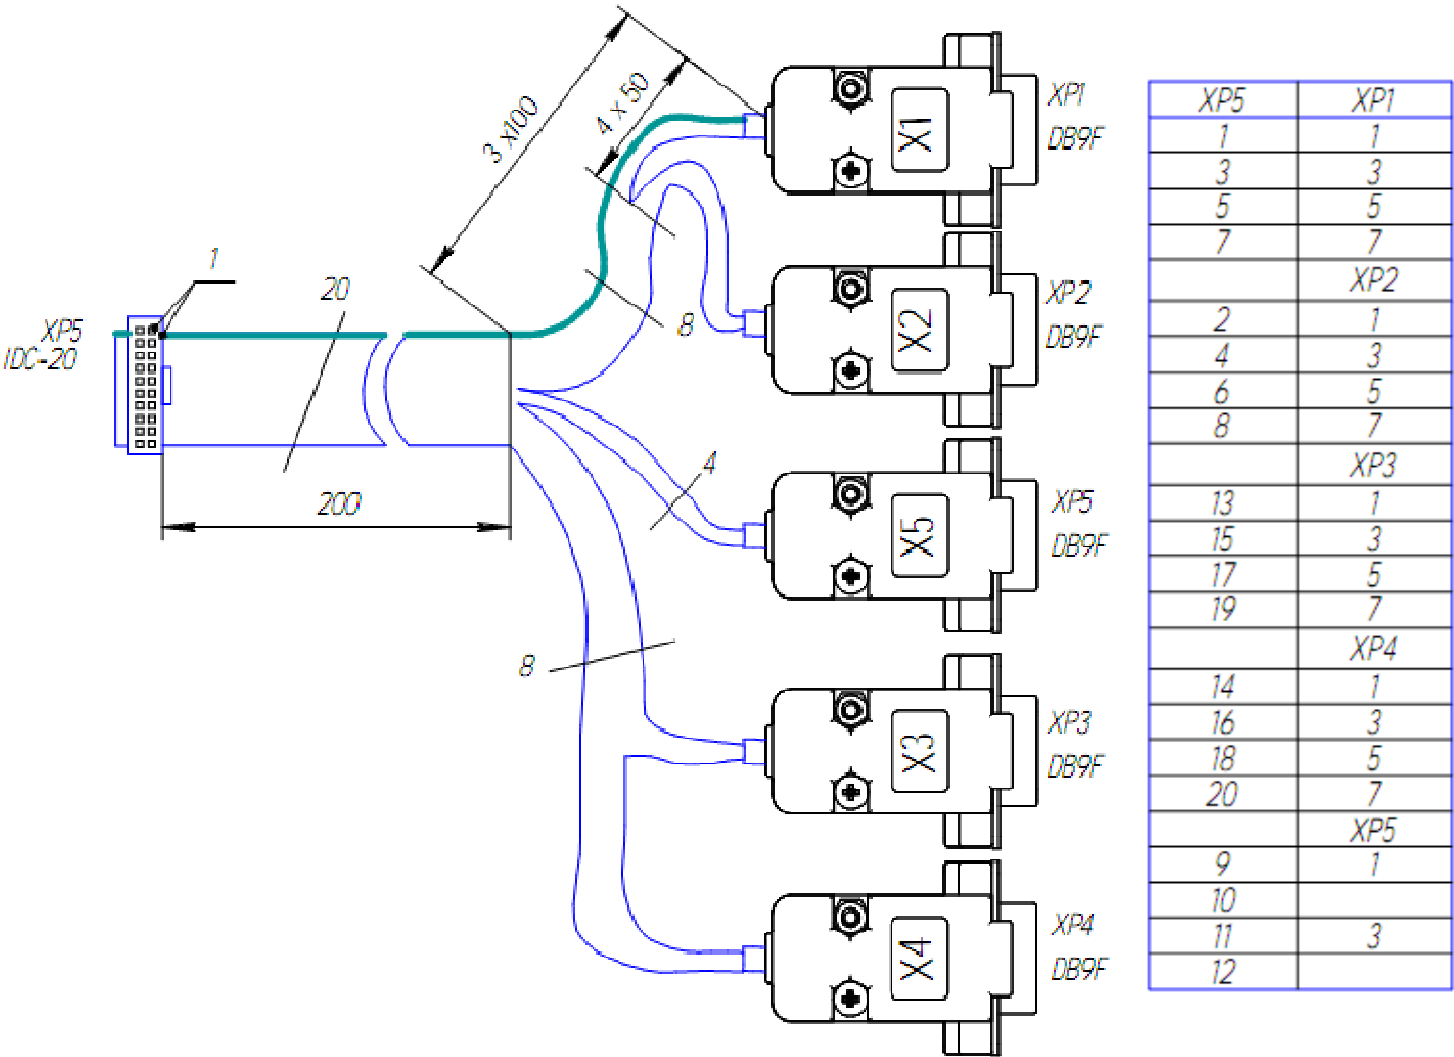 3 x100
4 x 50
1
20
XP5
IDC-20
200
8
4
8
X1
XP1
DB9F
X2
XP2
DB9F
X5
XP5
DB9F
X3
XP3
DB9F
X4
XP4
DB9F
XP5 XP1
1 1
3 3
5 5
7 7
XP2
2 1
4 3
6 5
8 7
XP3
13 1
15 3
17 5
19 7
XP4
14 1
16 3
18 5
20 7
XP5
9 1
10
11 3
12